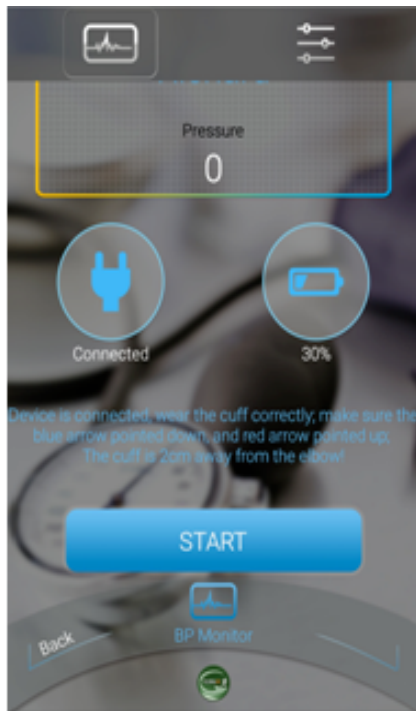 Pressure
0
Connected
30%
Device is connected, wear the cuff correctly; make sure the
blue arrow pointed down, and red arrow pointed up;
The cuff is 2cm away from the elbow!
START
Back
BP Monitor